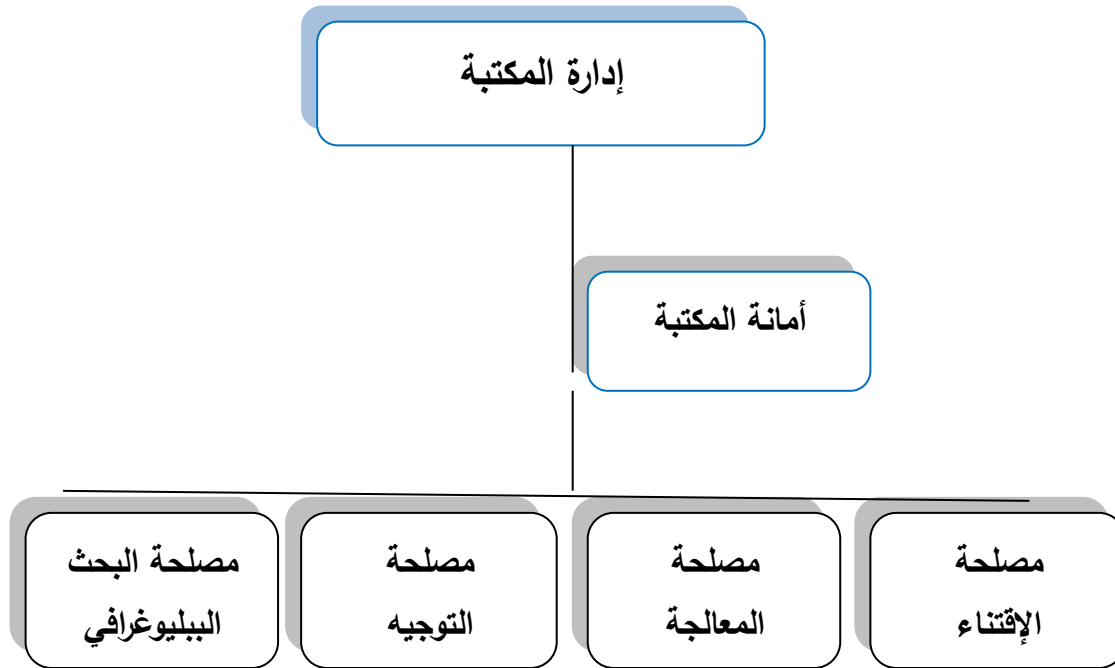 إدارة المكتبة
أمانة المكتبة
مصلحة
الإقتناء
مصلحة
المعالجة
مصلحة
التوجيه
مصلحة البحث
الببليوغرافي